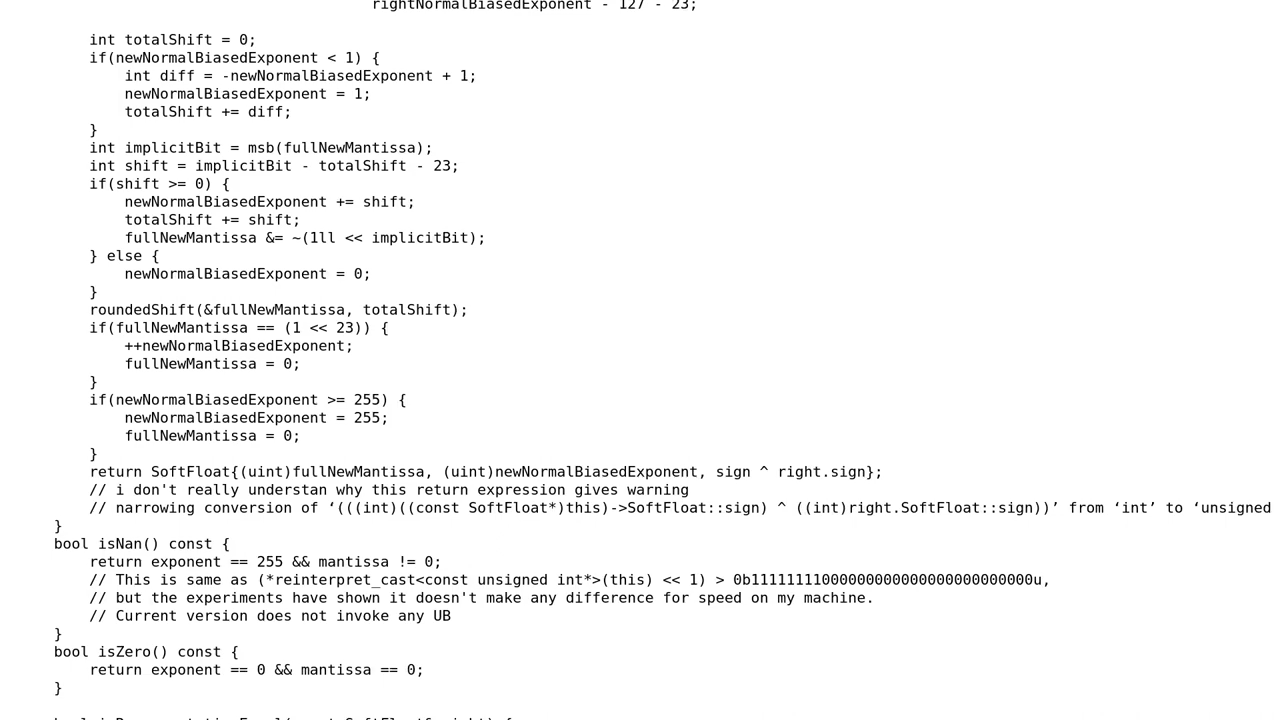 rightNormalBiasedExponent - 127 - 23;
int totalShift = 0;
if(newNormalBiasedExponent < 1) {
int diff = -newNormalBiasedExponent + 1;
newNormalBiasedExponent = 1;
totalShift += diff;
}
int implicitBit = msb(fullNewMantissa);
int shift = implicitBit - totalShift - 23;
if(shift >= 0) {
newNormalBiasedExponent += shift;
totalShift += shift;
fullNewMantissa &= ~(1ll << implicitBit);
} else {
newNormalBiasedExponent = 0;
}
roundedShift(&fullNewMantissa, totalShift);
if(fullNewMantissa == (1 << 23)) {
++newNormalBiasedExponent;
fullNewMantissa = 0;
}
if(newNormalBiasedExponent >= 255) {
newNormalBiasedExponent = 255;
fullNewMantissa = 0;
}
return SoftFloat{(uint)fullNewMantissa, (uint)newNormalBiasedExponent, sign ^ right.sign};
// i don't really understan why this return expression gives warning
// narrowing conversion of ‘(((int)((const SoftFloat*)this)->SoftFloat::sign) ^ ((int)right.SoftFloat::sign))’ from ‘int’ to ‘unsigned
}
bool isNan() const {
return exponent == 255 && mantissa != 0;
// This is same as (*reinterpret_cast<const unsigned int*>(this) << 1) > 0b11111111000000000000000000000000u,
// but the experiments have shown it doesn't make any difference for speed on my machine.
// Current version does not invoke any UB
}
bool isZero() const {
return exponent == 0 && mantissa == 0;
}